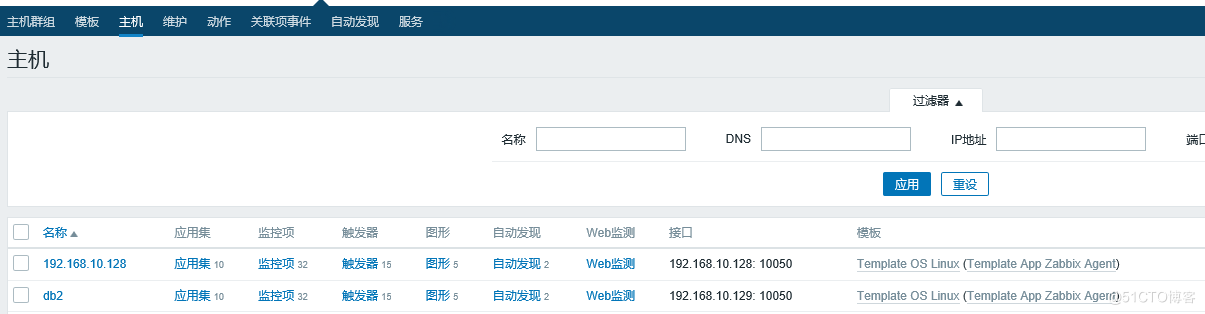 主机群组 模板 主机 维护 动作 关联项事件 自动发现 服务
主机
过滤器 ▲
名称 DNS IP地址 端口
应用 重设
名称 ▲ 应用集 监控项 触发器 图形 自动发现 Web监测 接口 模板
192.168.10.128 应用集 10 监控项 32 触发器 15 图形 5 自动发现 2 Web监测 192.168.10.128: 10050 Template OS Linux (Template App Zabbix Agent)
db2 应用集 10 监控项 32 触发器 15 图形 5 自动发现 2 Web监测 192.168.10.129: 10050 Template OS Linux (Template App Zabbix Agent)
@51CTO博客